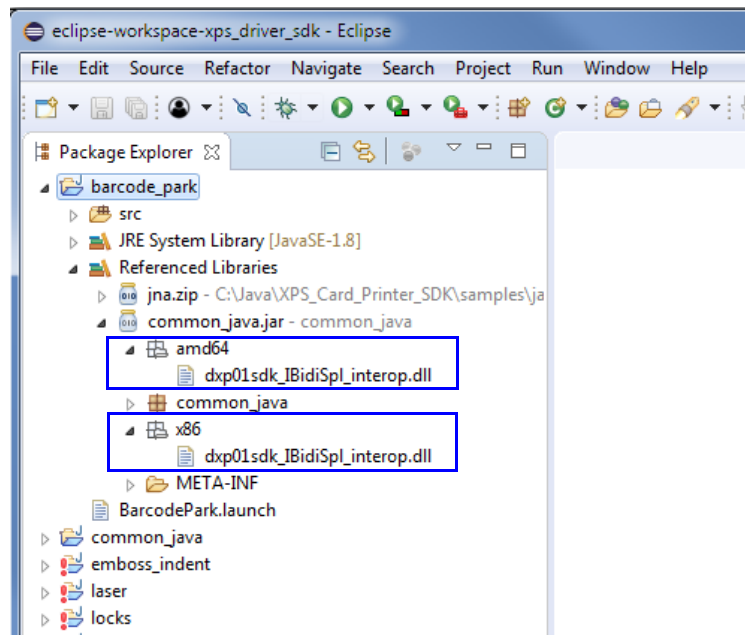 eclipse-workspace-xps_driver_sdk - Eclipse
File Edit Source Refactor Navigate Search Project Run Window Help
Package Explorer
barcode_park
src
JRE System Library [JavaSE-1.8]
Referenced Libraries
jna.zip - C:\Java\XPS_Card_Printer_SDK\samples\ja
common_java.jar - common_java
amd64
dxp01sdk_IBidiSpl_interop.dll
common_java
x86
dxp01sdk_IBidiSpl_interop.dll
META-INF
BarcodePark.launch
common_java
emboss_indent
laser
locks